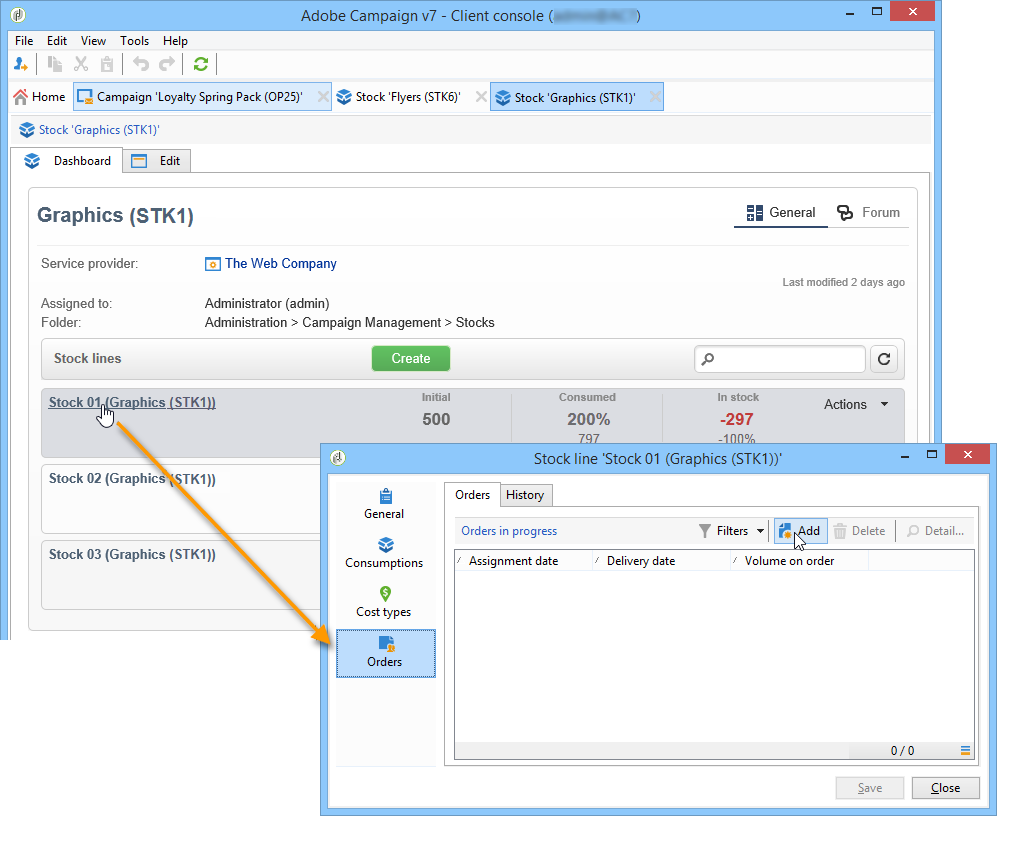 Adobe Campaign v7 - Client console (
)
File Edit View Tools Help
Home Campaign 'Loyalty Spring Pack (OP25)' Stock 'Flyers (STK6)' Stock 'Graphics (STK1)'
Stock 'Graphics (STK1)'
Dashboard Edit
Graphics (STK1)
General Forum
Service provider: The Web Company
Last modified 2 days ago
Assigned to: Administrator (admin)
Folder: Administration > Campaign Management > Stocks
Stock lines Create
Stock 01 (Graphics (STK1)) Initial Consumed In stock
500 200% -297 Actions
797 -100%
Stock line 'Stock 01 (Graphics (STK1))'
Stock 02 (Graphics (STK1))
Stock 03 (Graphics (STK1))
General
Consumptions
Cost types
Orders
Orders History
Orders in progress Filters Add Delete Detail...
Assignment date Delivery date Volume on order
0 / 0
Save Close